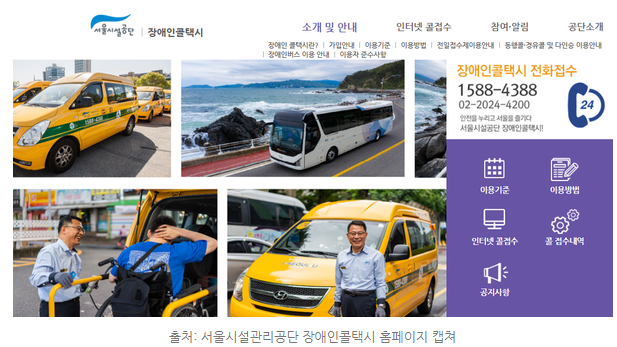 서울시설공단 | 장애인콜택시
소개 및 안내 인터넷 콜접수 참여·알림 공단소개
장애인 콜택시란? | 가입안내 | 이용기준 | 이용방법 | 전일접수제이용안내 | 동행콜·경유콜 및 다인승 이용안내
| 장애인버스 이용 안내 | 이용자 준수사항
장애인콜택시 전화접수
1588-4388
02-2024-4200
안전을 누리고 서울을 즐기다
서울시설공단 장애인콜택시!
24
1588-4388
이용기준 이용방법
인터넷 콜접수 콜 접수내역
공지사항
출처: 서울시설관리공단 장애인콜택시 홈페이지 캡쳐